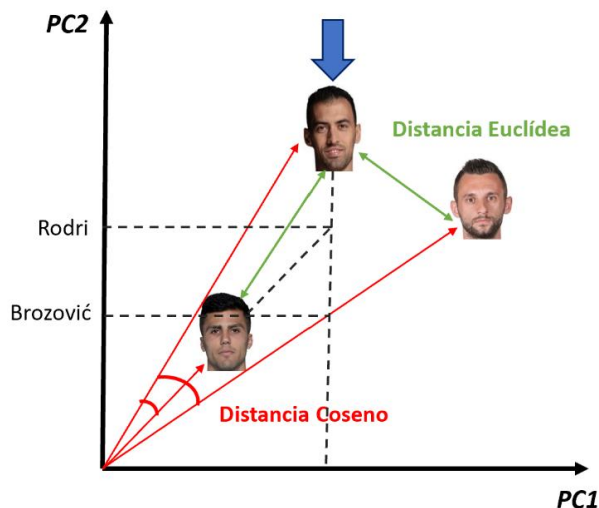 PC2
Distancia Euclídea
Rodri
Brozović
Distancia Coseno
PC1